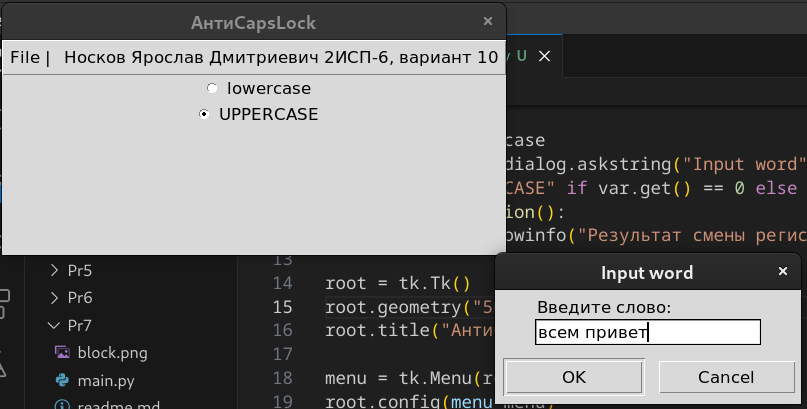 АнтиCapsLock
File |   Носков Ярослав Дмитриевич 2ИСП-6, вариант 10
lowercase
UPPERCASE
U
case
dialog.askstring("Input word"
CASE" if var.get() == 0 else
ion():
owinfo("Результат смены регис
13
14 root = tk.Tk()
15 root.geometry("5
16 root.title("Анти
17
18 menu = tk.Menu(r
19 root.config(menu=menu)
Pr5
Pr6
Pr7
block.png
main.py
readme.md
Input word
Введите слово:
всем привет
OK
Cancel